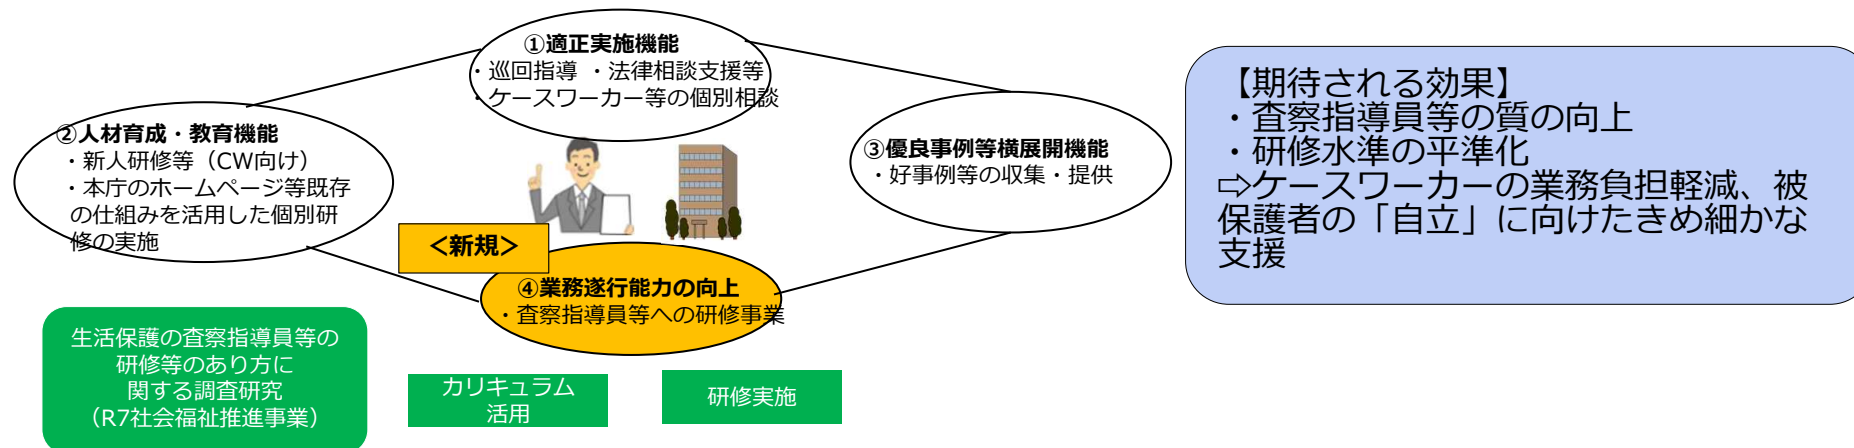 ①適正実施機能
・巡回指導 ・法律相談支援等
・ケースワーカー等の個別相談
②人材育成・教育機能
・新人研修等（CW向け）
・本庁のホームページ等既存
の仕組みを活用した個別研
修の実施
③優良事例等横展開機能
・好事例等の収集・提供
＜新規＞
④業務遂行能力の向上
・査察指導員等への研修事業
生活保護の査察指導員等の
研修等のあり方に
関する調査研究
（R7社会福祉推進事業）
カリキュラム
活用
研修実施
【期待される効果】
・査察指導員等の質の向上
・研修水準の平準化
⇨ケースワーカーの業務負担軽減、被
保護者の「自立」に向けたきめ細かな
支援